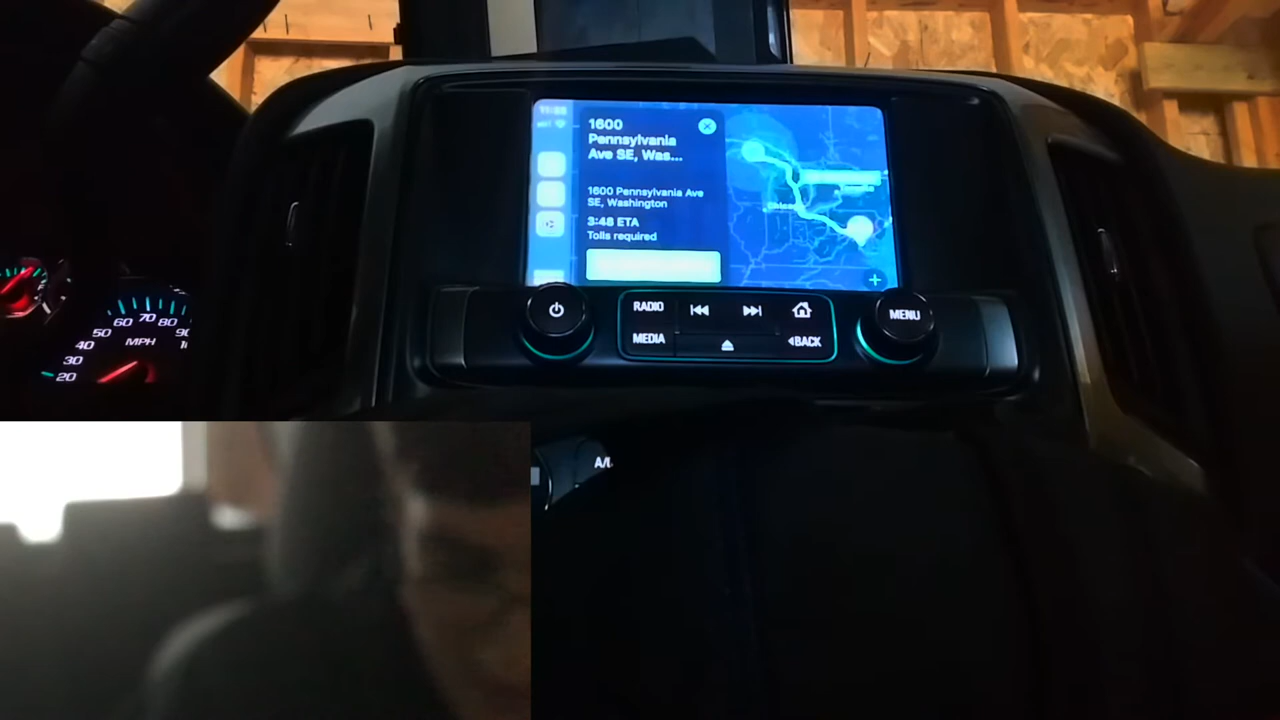 1600
Pennsylvania
Ave SE, Was...
1600 Pennsylvania Ave
SE, Washington
3:48 ETA
Tolls required
RADIO
MEDIA
BACK
MENU
60 70 80
50
40
30
20
MPH